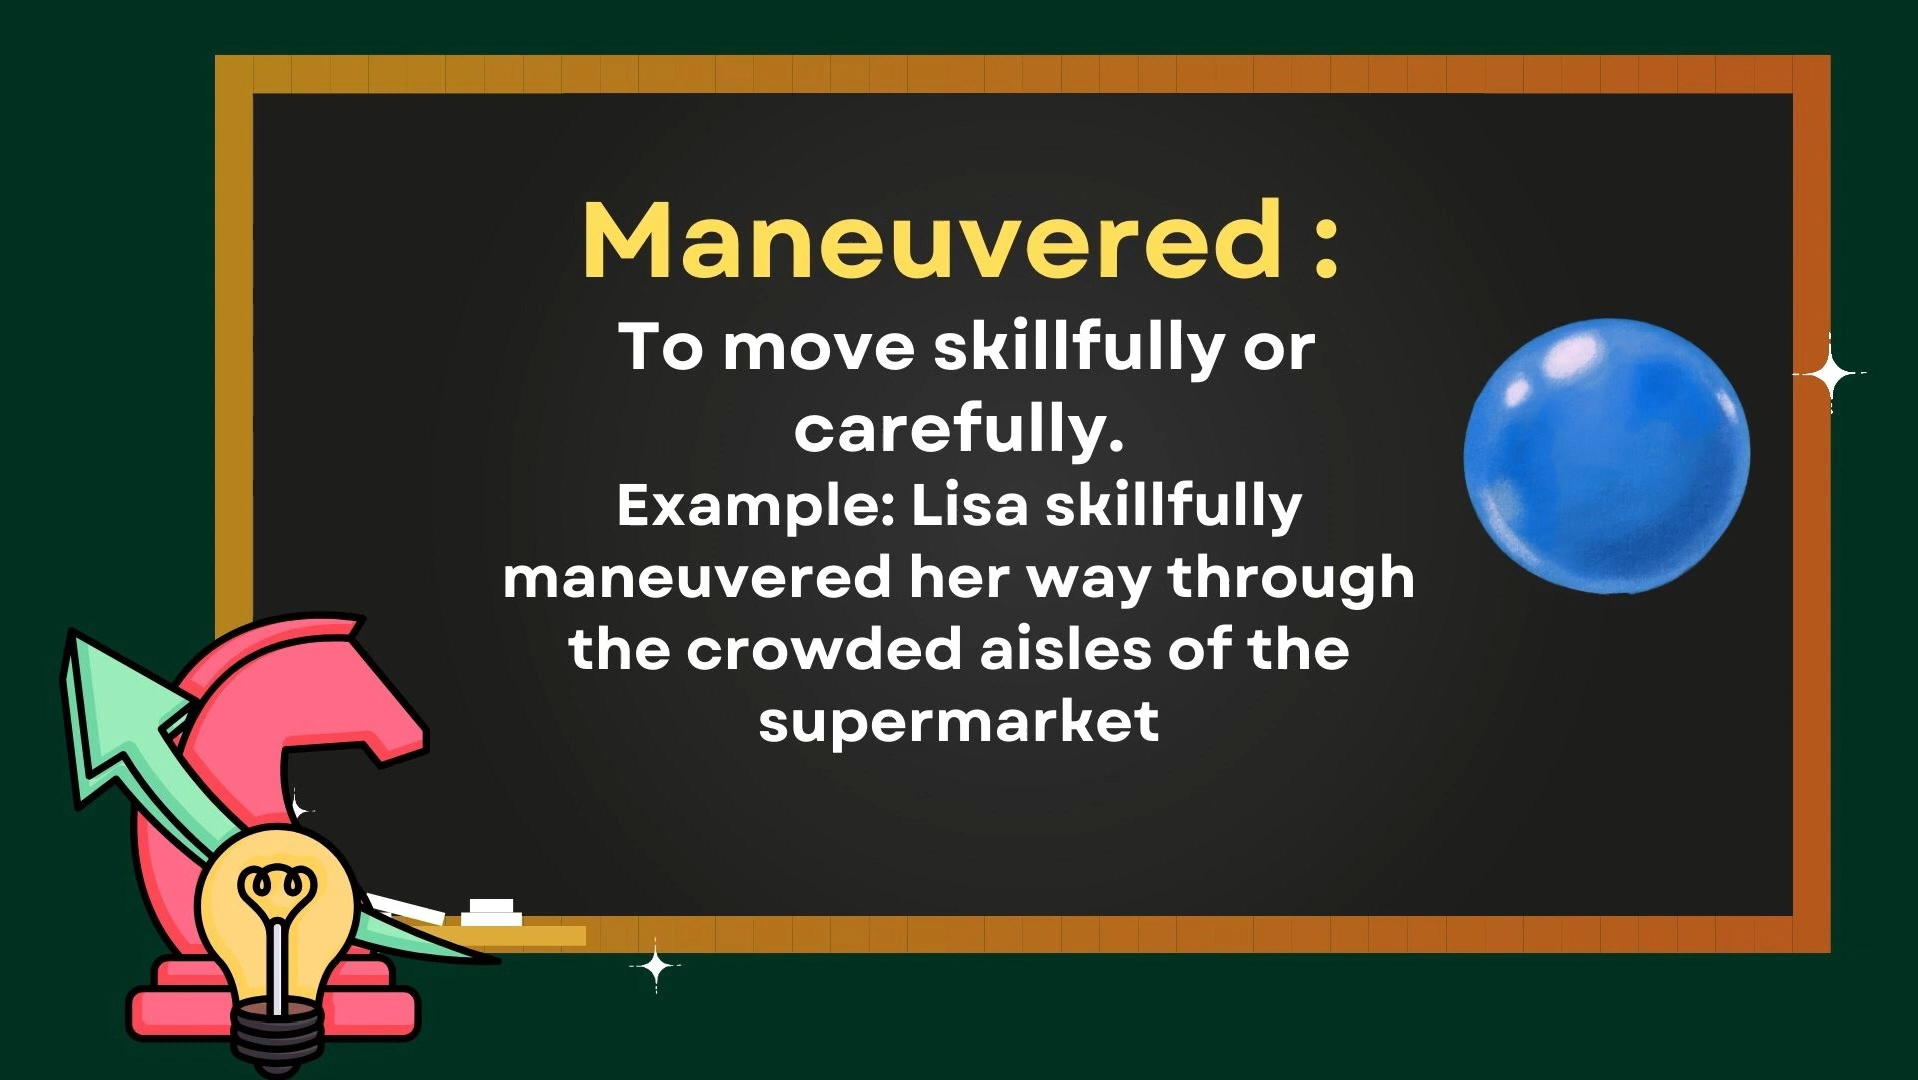 Maneuvered :
To move skillfully or
carefully.
Example: Lisa skillfully
maneuvered her way through
the crowded aisles of the
supermarket